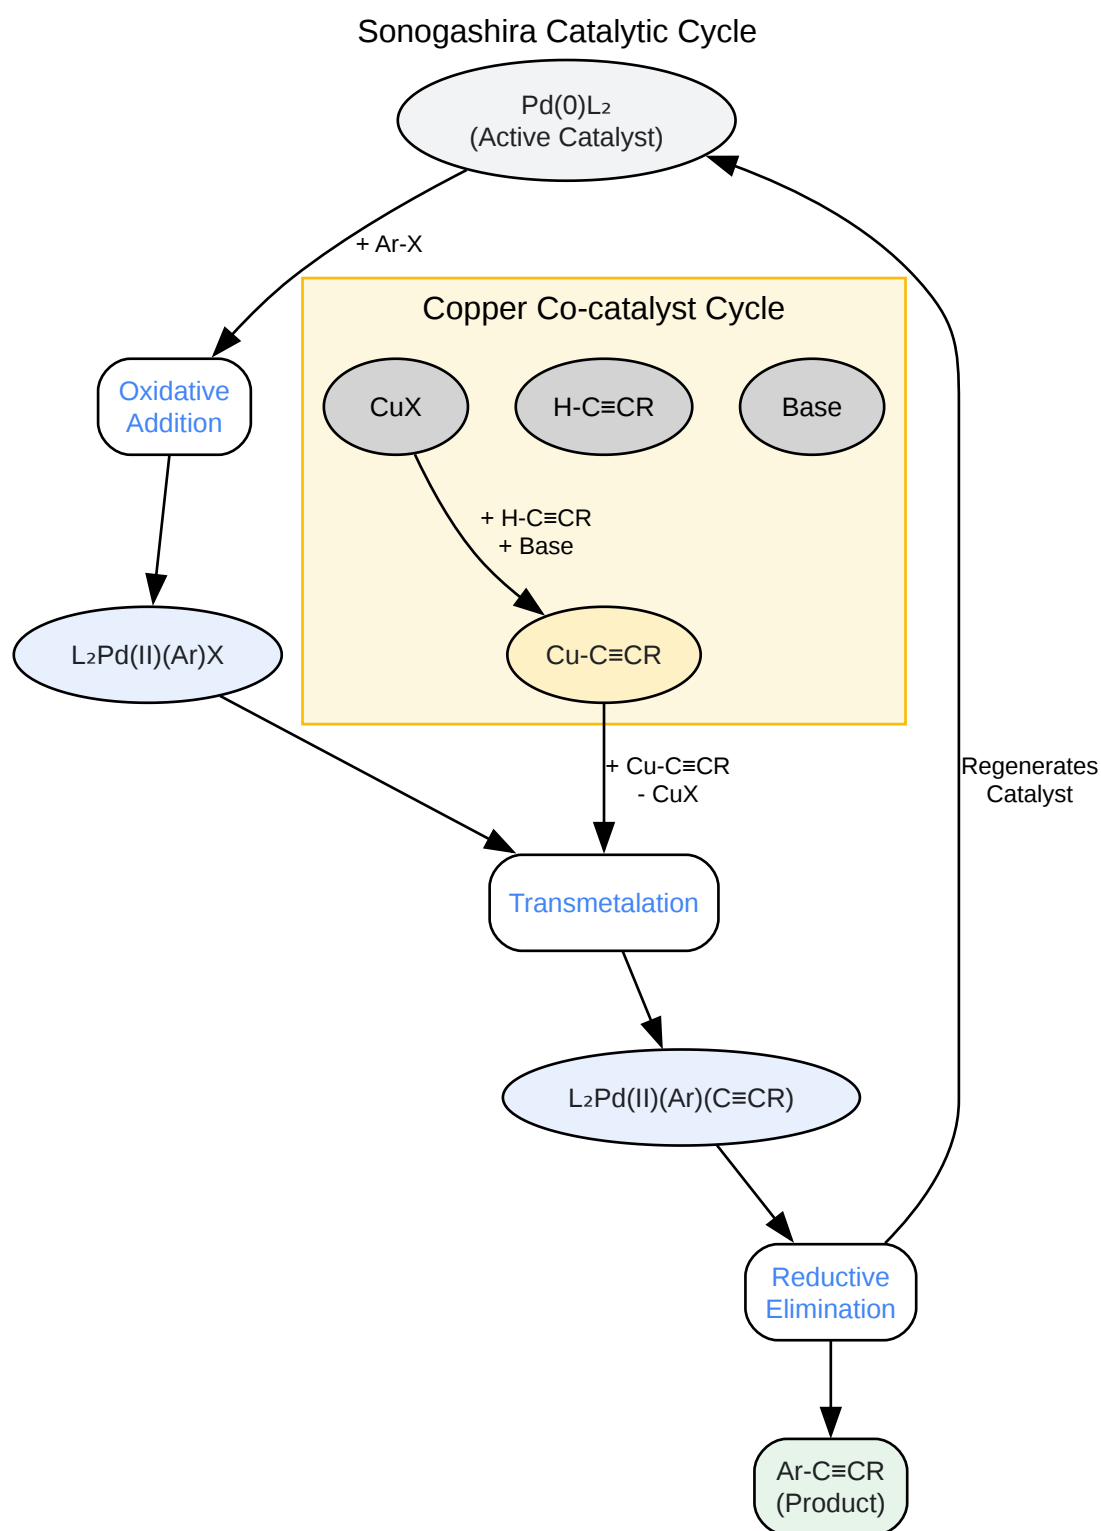 Sonogashira Catalytic Cycle
Pd(0)L₂
(Active Catalyst)
+ Ar-X
Copper Co-catalyst Cycle
Oxidative
Addition
CuX
H-C≡CR
Base
+ H-C≡CR
+ Base
L₂Pd(II)(Ar)X
Cu-C≡CR
+ Cu-C≡CR
- CuX
Regenerates
Catalyst
Transmetalation
L₂Pd(II)(Ar)(C≡CR)
Reductive
Elimination
Ar-C≡CR
(Product)